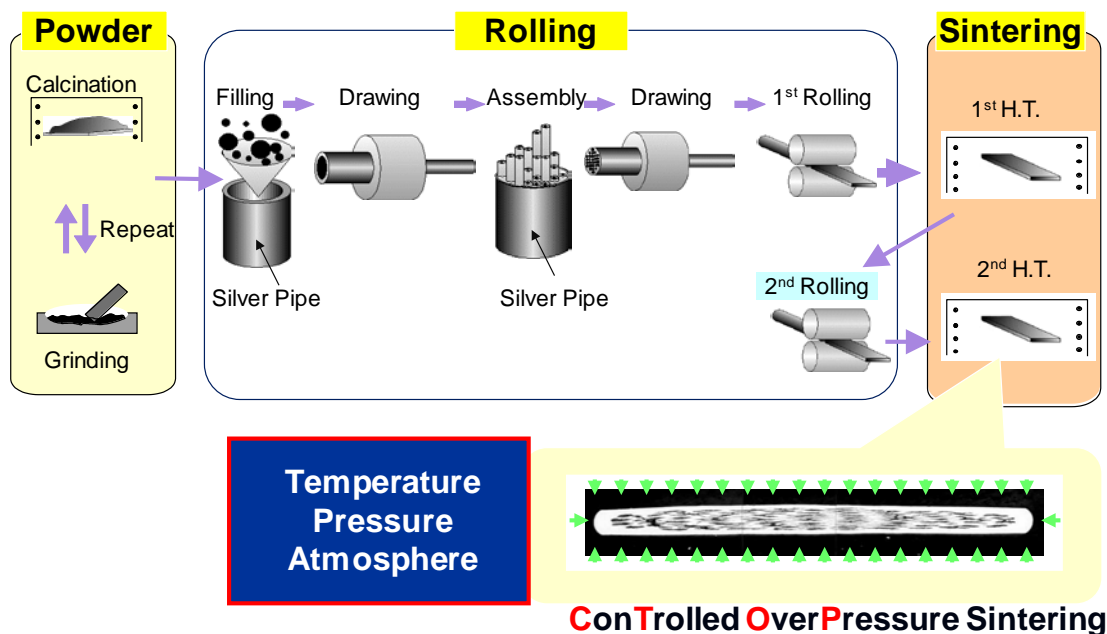 Powder
Rolling
Sintering
Calcination
Repeat
Grinding
Filling
Drawing
Assembly
Drawing
1st Rolling
Silver Pipe
Silver Pipe
2nd Rolling
1st H.T.
2nd H.T.
Temperature
Pressure
Atmosphere
ConTrolled OverPressure Sintering